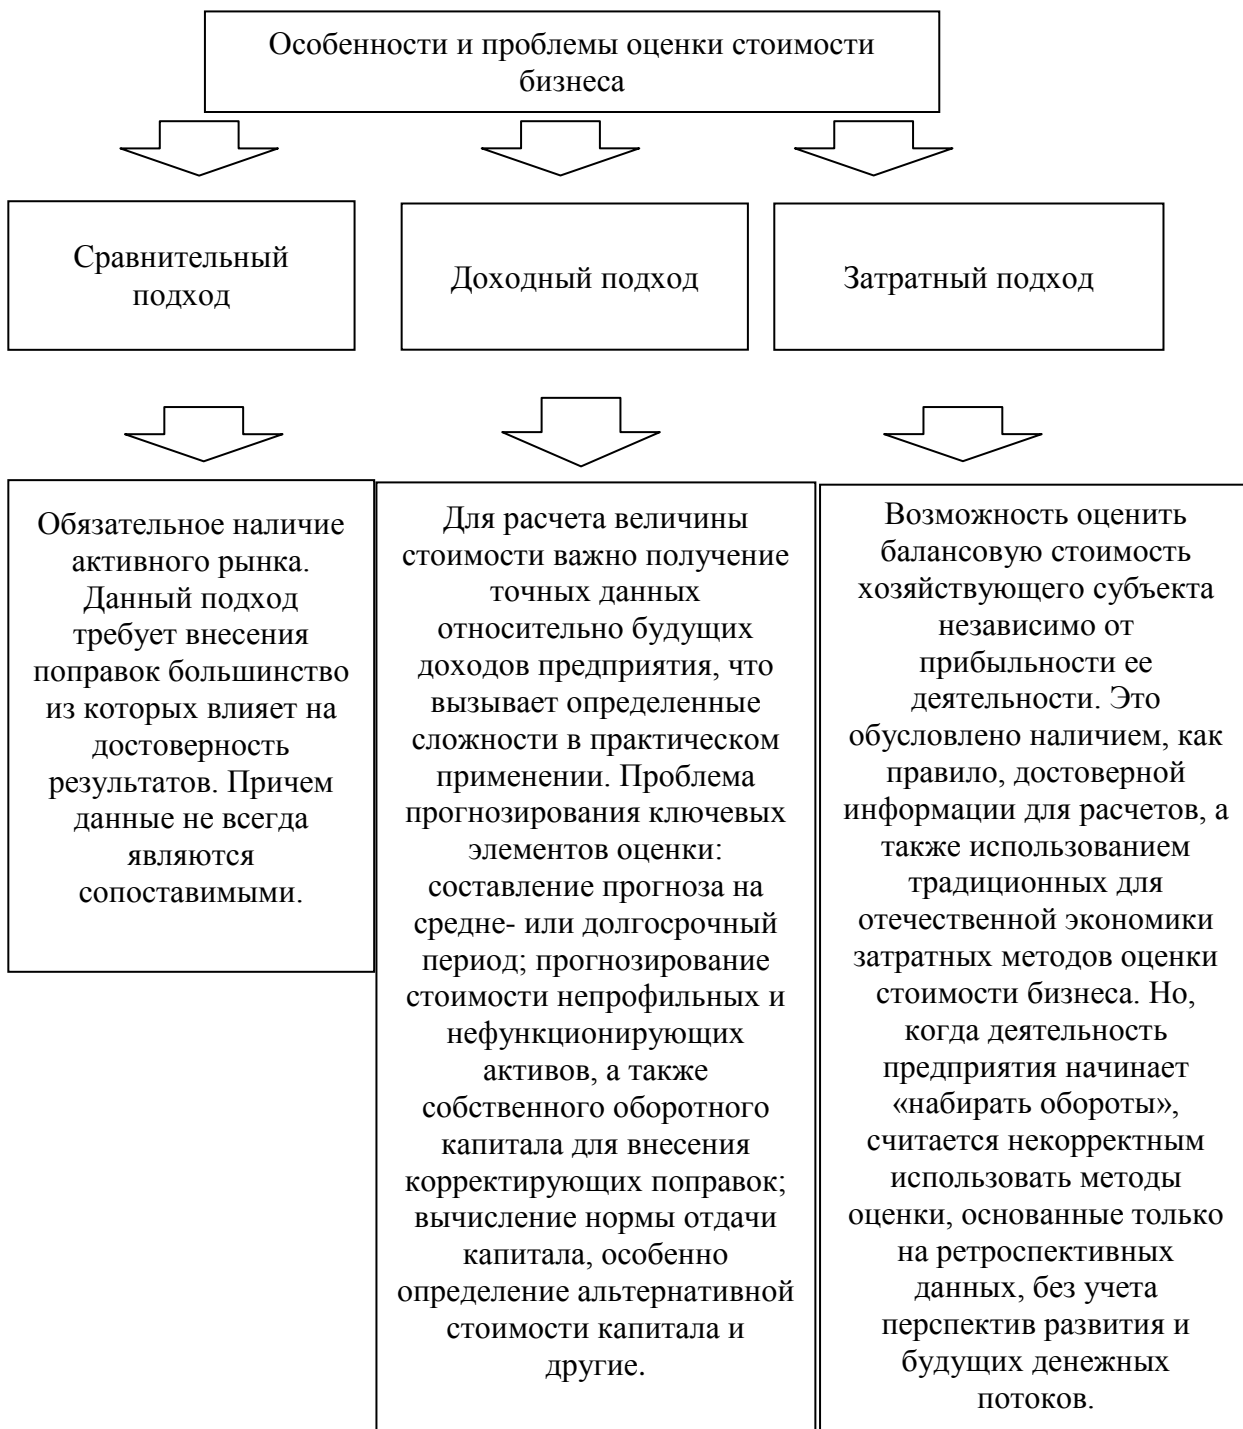 Особенности и проблемы оценки стоимости
бизнеса
Сравнительный
подход
Доходный подход
Затратный подход
Обязательное наличие
активного рынка.
Данный подход
требует внесения
поправок большинство
из которых влияет на
достоверность
результатов. Причем
данные не всегда
являются
сопоставимыми.
Для расчета величины
стоимости важно получение
точных данных
относительно будущих
доходов предприятия, что
вызывает определенные
сложности в практическом
применении. Проблема
прогнозирования ключевых
элементов оценки:
составление прогноза на
средне- или долгосрочный
период; прогнозирование
стоимости непрофильных и
нефункционирующих
активов, а также
собственного оборотного
капитала для внесения
корректирующих поправок;
вычисление нормы отдачи
капитала, особенно
определение альтернативной
стоимости капитала и
другие.
Возможность оценить
балансовую стоимость
хозяйствующего субъекта
независимо от
прибыльности ее
деятельности. Это
обусловлено наличием, как
правило, достоверной
информации для расчетов, а
также использованием
традиционных для
отечественной экономики
затратных методов оценки
стоимости бизнеса. Но,
когда деятельность
предприятия начинает
«набирать обороты»,
считается некорректным
использовать методы
оценки, основанные только
на ретроспективных
данных, без учета
перспектив развития и
будущих денежных
потоков.